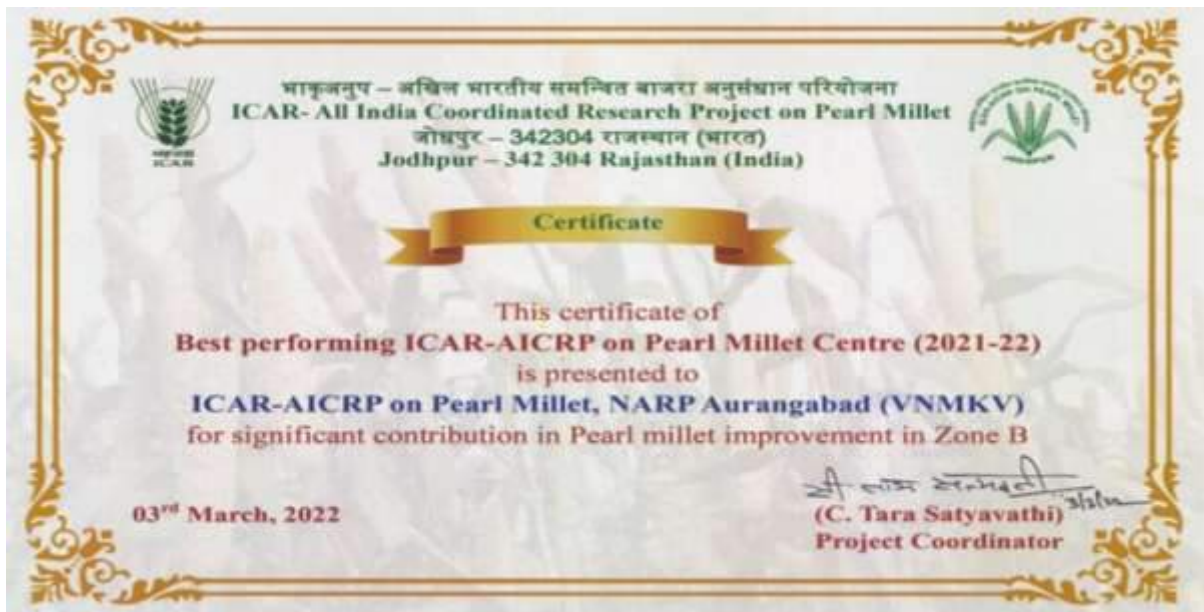 भाकृअनुप – अखिल भारतीय समन्वित बाजरा अनुसंधान परियोजना
ICAR- All India Coordinated Research Project on Pearl Millet
जोधपुर – 342304 राजस्थान (भारत)
Jodhpur – 342 304 Rajasthan (India)
ICAR
Certificate
This certificate of
Best performing ICAR-AICRP on Pearl Millet Centre (2021-22)
is presented to
ICAR-AICRP on Pearl Millet, NARP Aurangabad (VNMKV)
for significant contribution in Pearl millet improvement in Zone B
03rd March, 2022
(C. Tara Satyavathi)
Project Coordinator